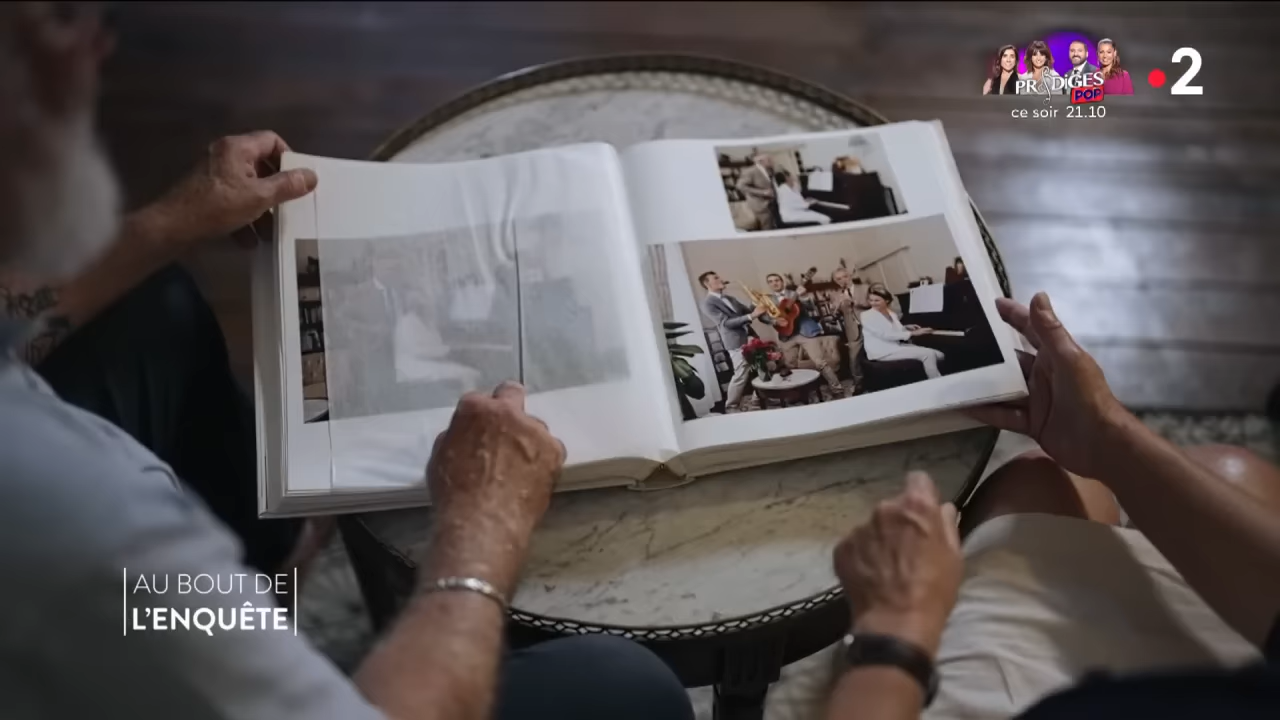 PRODIGES
POP
ce soir 21.10
2
AU BOUT DE
L'ENQUÊTE